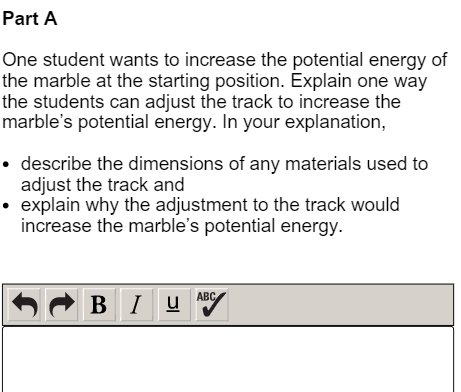 Part A
One student wants to increase the potential energy of
the marble at the starting position. Explain one way
the students can adjust the track to increase the
marble's potential energy. In your explanation,
• describe the dimensions of any materials used to
adjust the track and
• explain why the adjustment to the track would
increase the marble's potential energy.
B I u ABC